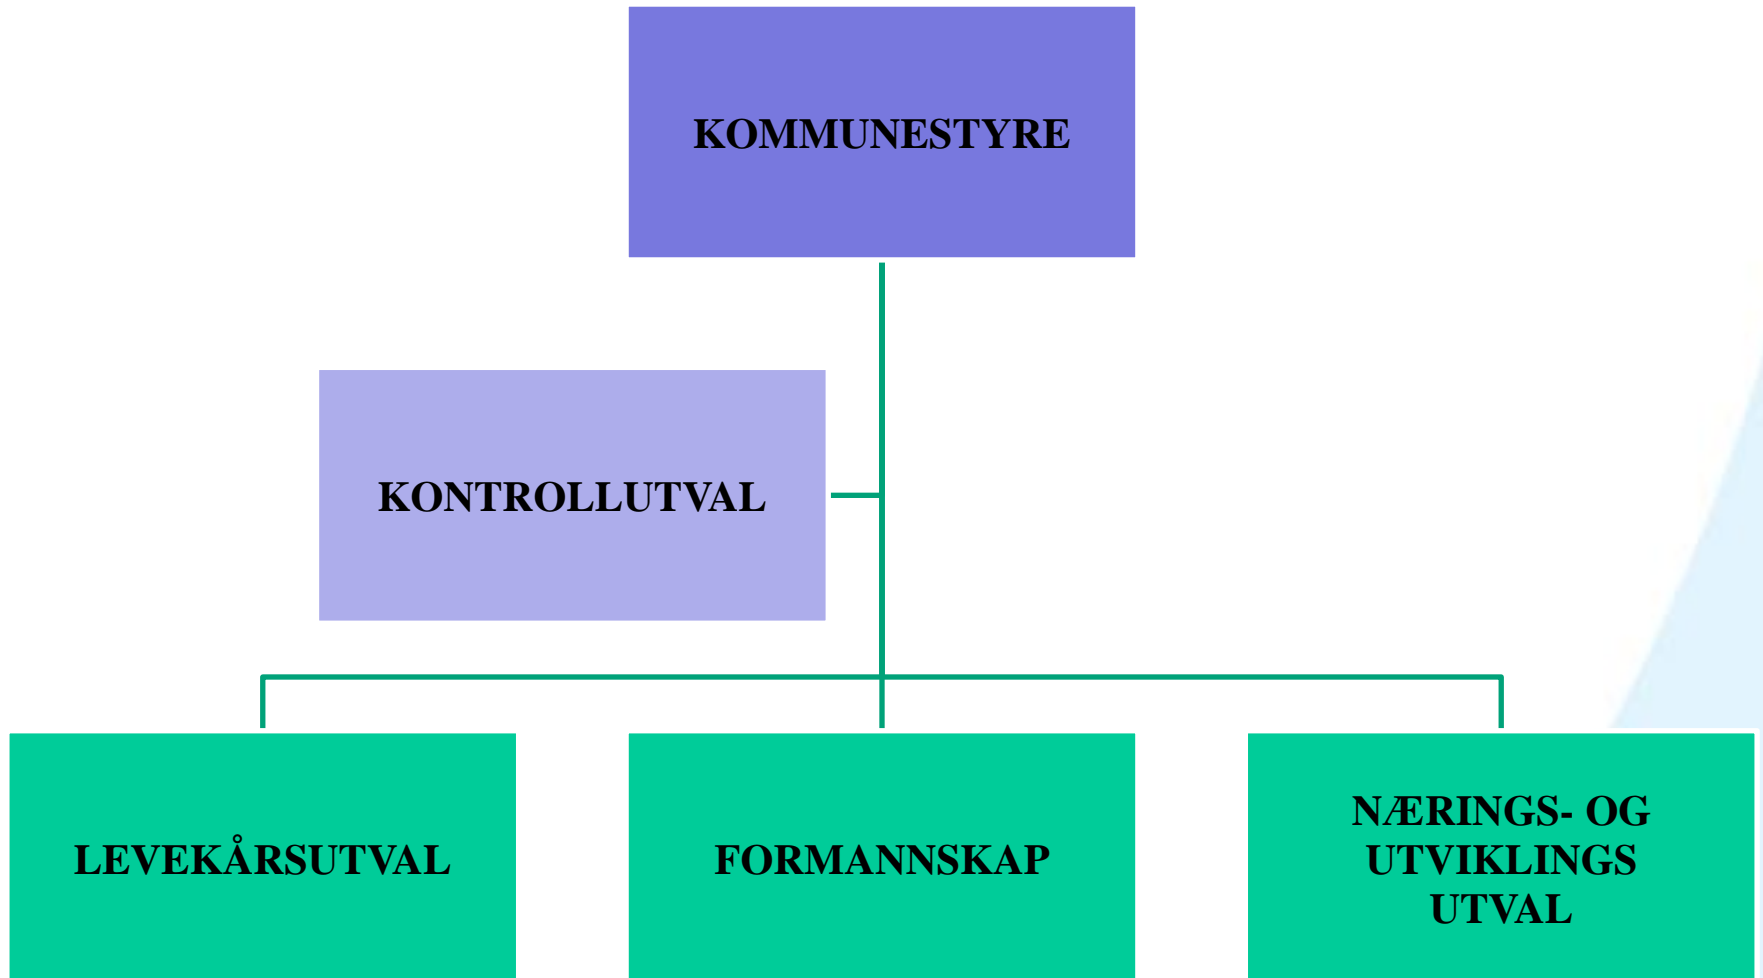 KOMMUNESTYRE
KONTROLLUTVAL
LEVEKÅRSUTVAL
FORMANNSKAP
NÆRINGS- OG
UTVIKLINGS
UTVAL